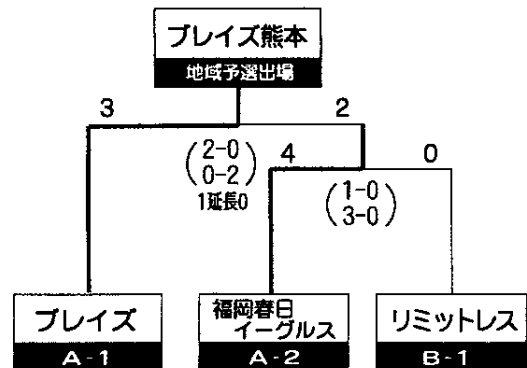 ブレイズ熊本
地域予選出場
3
2
(2-0
0-2)
1延長0
4
0
(1-0
3-0)
ブレイズ
A-1
福岡春日
イーグルス
A-2
リミットレス
B-1